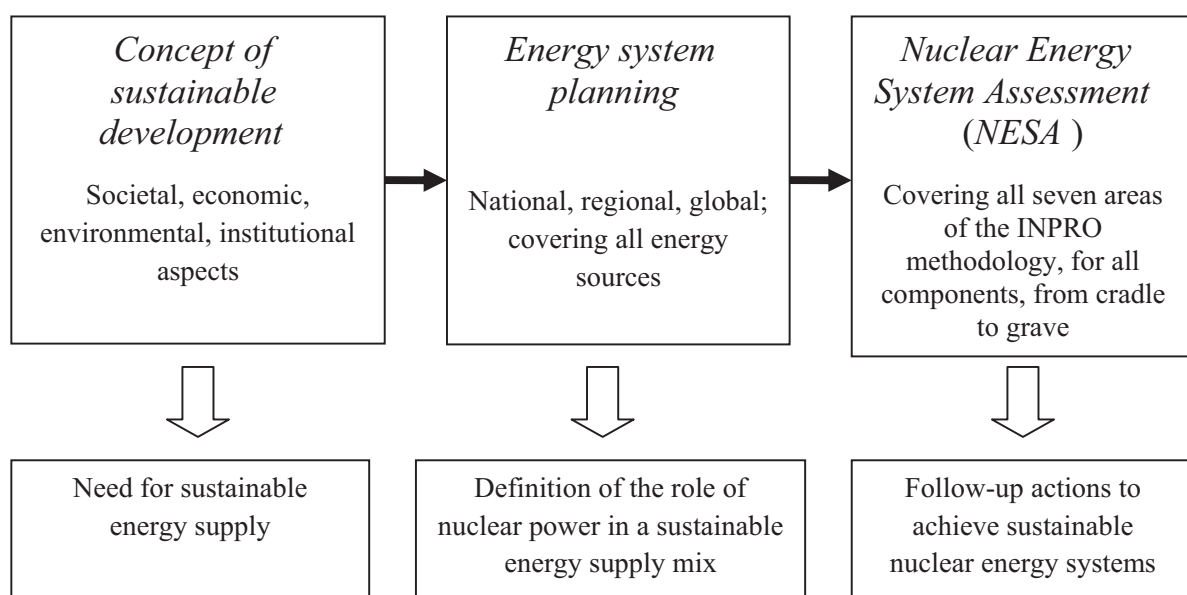 Concept of
sustainable
development
Societal, economic,
environmental, institutional
aspects
Energy system
planning
National, regional, global;
covering all energy
sources
Nuclear Energy
System Assessment
(NESA )
Covering all seven areas
of the INPRO
methodology, for all
components, from cradle
to grave
Need for sustainable
energy supply
Definition of the role of
nuclear power in a sustainable
energy supply mix
Follow-up actions to
achieve sustainable
nuclear energy systems